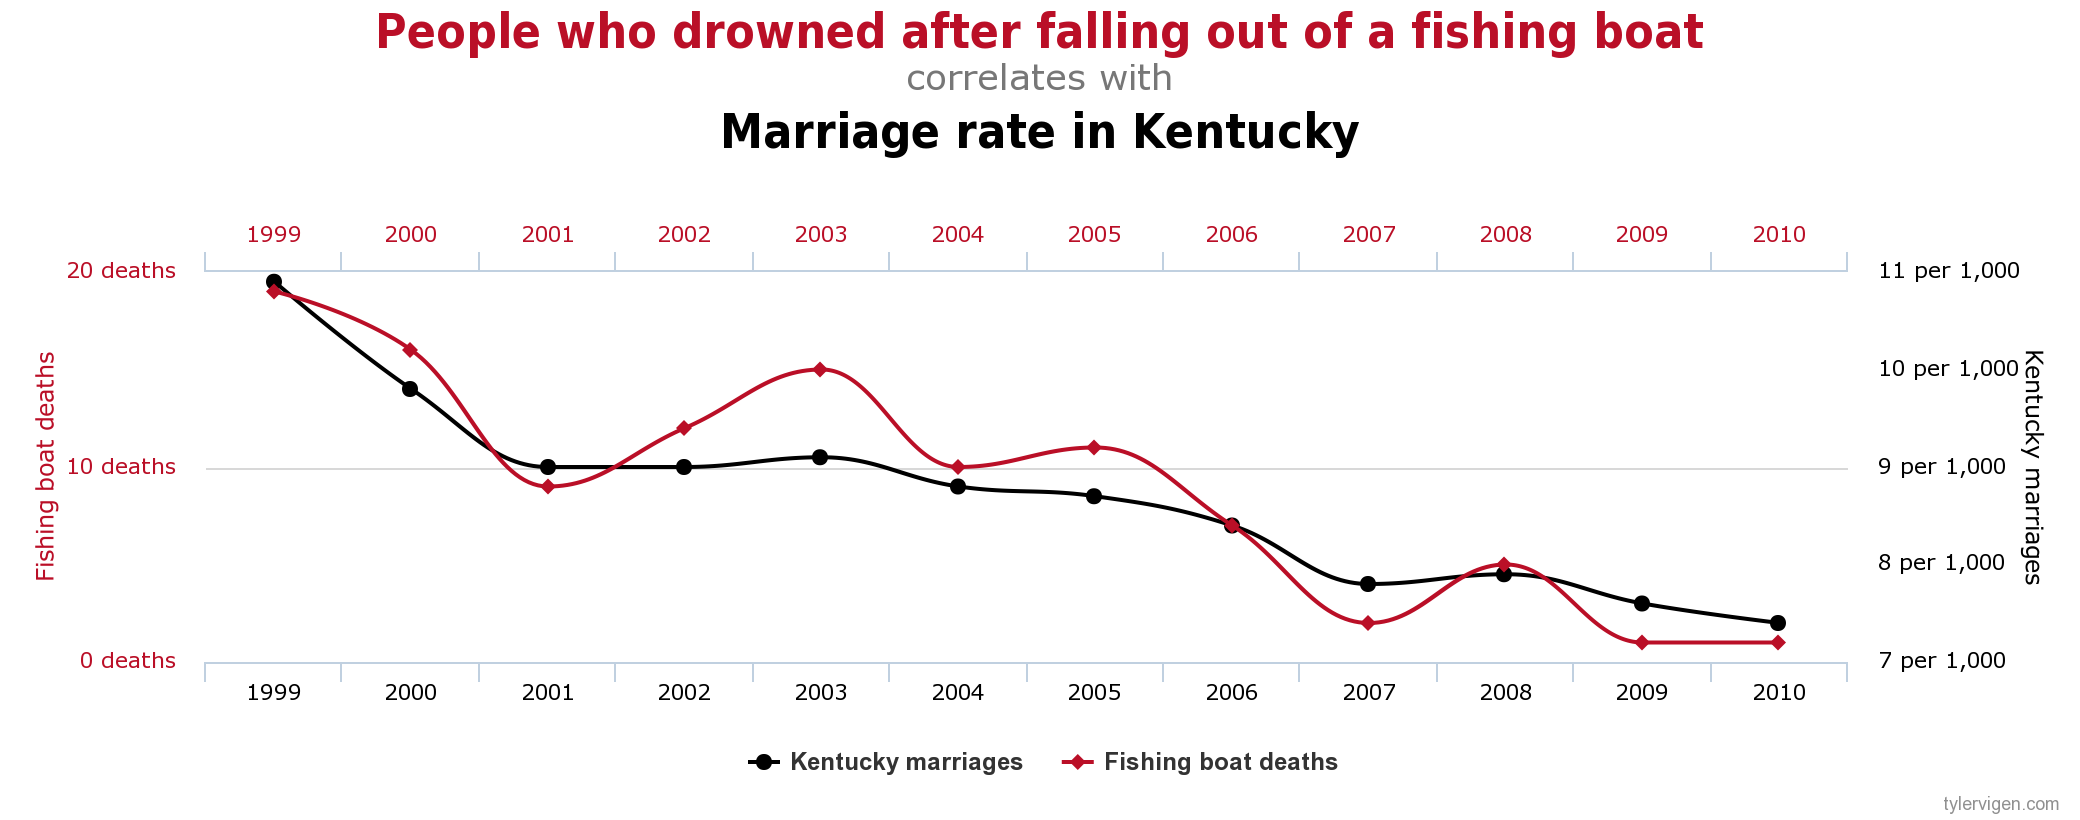 People who drowned after falling out of a fishing boat
correlates with
Marriage rate in Kentucky
1999 2000 2001 2002 2003 2004 2005 2006 2007 2008 2009 2010
20 deaths 11 per 1,000
10 per 1,000
10 deaths 9 per 1,000
8 per 1,000
0 deaths 7 per 1,000
Fishing boat deaths
Kentucky marriages
1999 2000 2001 2002 2003 2004 2005 2006 2007 2008 2009 2010
Kentucky marriages Fishing boat deaths
tylervigen.com